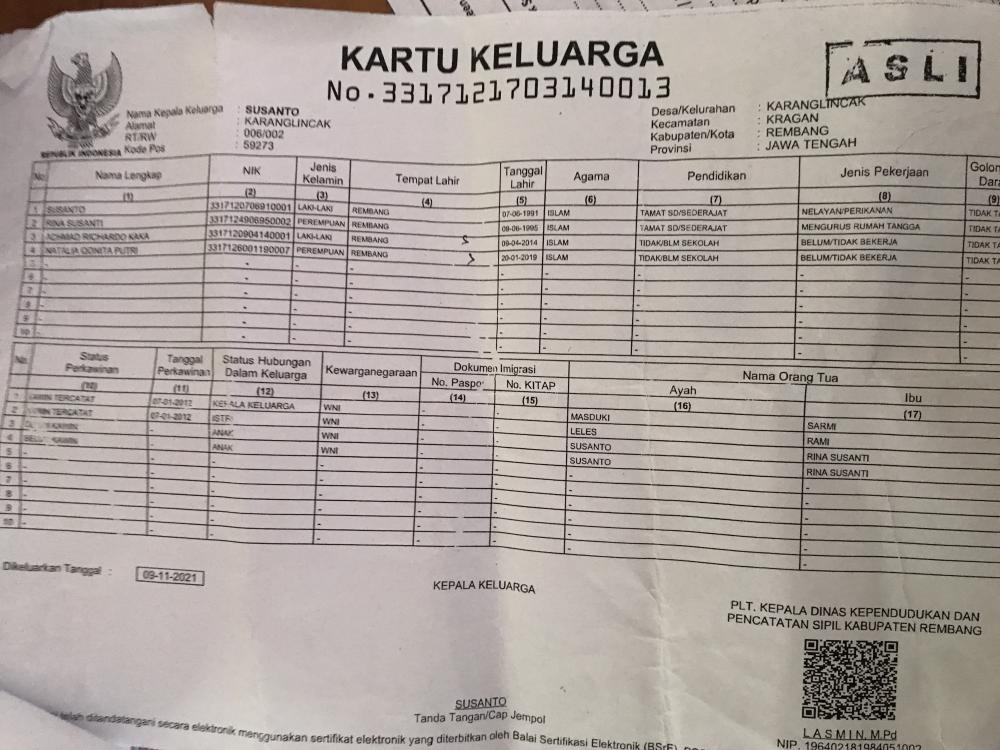 KARTU KELUARGA
No. 3317121703140013
ASLI
REPUBLIK INDONESIA
Nama Kepala Keluarga : SUSANTO
Alamat : KARANGLINCAK
RT/RW : 006/002
Kode Pos : 59273
Desa/Kelurahan : KARANGLINCAK
Kecamatan : KRAGAN
Kabupaten/Kota : REMBANG
Provinsi : JAWA TENGAH
No Nama Lengkap NIK Jenis Kelamin Tempat Lahir Tanggal Lahir Agama Pendidikan Jenis Pekerjaan
(1) (2) (3) (4) (5) (6) (7) (8) (9)
1 SUSANTO 3317120706910001 LAKI-LAKI REMBANG 07-06-1991 ISLAM TAMAT SD/SEDERAJAT NELAYAN/PERIKANAN TIDAK
2 RINA SUSANTI 3317124906950002 PEREMPUAN REMBANG 09-06-1995 ISLAM TAMAT SD/SEDERAJAT MENGURUS RUMAH TANGGA TIDAK
3 ACHMAD RICHARDO KAKA 3317120904140001 LAKI-LAKI REMBANG 09-04-2014 ISLAM TIDAK/BLM SEKOLAH BELUM/TIDAK BEKERJA TIDAK
4 NATALIA QONITA PUTRI 3317126001190007 PEREMPUAN REMBANG 20-01-2019 ISLAM TIDAK/BLM SEKOLAH BELUM/TIDAK BEKERJA TIDAK
5 - - - - - - - -
6 - - - - - - - -
7 - - - - - - - -
8 - - - - - - - -
9 - - - - - - - -
10 - - - - - - - -
No Status Perkawinan Tanggal Perkawinan Status Hubungan Dalam Keluarga Kewarganegaraan Dokumen Imigrasi Nama Orang Tua
No. Paspor No. KITAP Ayah Ibu
(10) (11) (12) (13) (14) (15) (16) (17)
1 KAWIN TERCATAT 07-01-2012 KEPALA KELUARGA WNI - - MASDUKI SARMI
2 KAWIN TERCATAT 07-01-2012 ISTRI WNI - - LELES RAMI
3 KAWIN - ANAK WNI - - SUSANTO RINA SUSANTI
4 KAWIN - ANAK WNI - - SUSANTO RINA SUSANTI
5 - - - - - - - -
6 - - - - - - - -
7 - - - - - - - -
8 - - - - - - - -
9 - - - - - - - -
10 - - - - - - - -
Dikeluarkan Tanggal : 09-11-2021
KEPALA KELUARGA
SUSANTO
Tanda Tangan/Cap Jempol
PLT. KEPALA DINAS KEPENDUDUKAN DAN
PENCATATAN SIPIL KABUPATEN REMBANG
LASMIN, M.Pd
NIP. 196402181984051002
telah ditandatangani secara elektronik menggunakan sertifikat elektronik yang diterbitkan oleh Balai Sertifikasi Elektronik (BSrE),